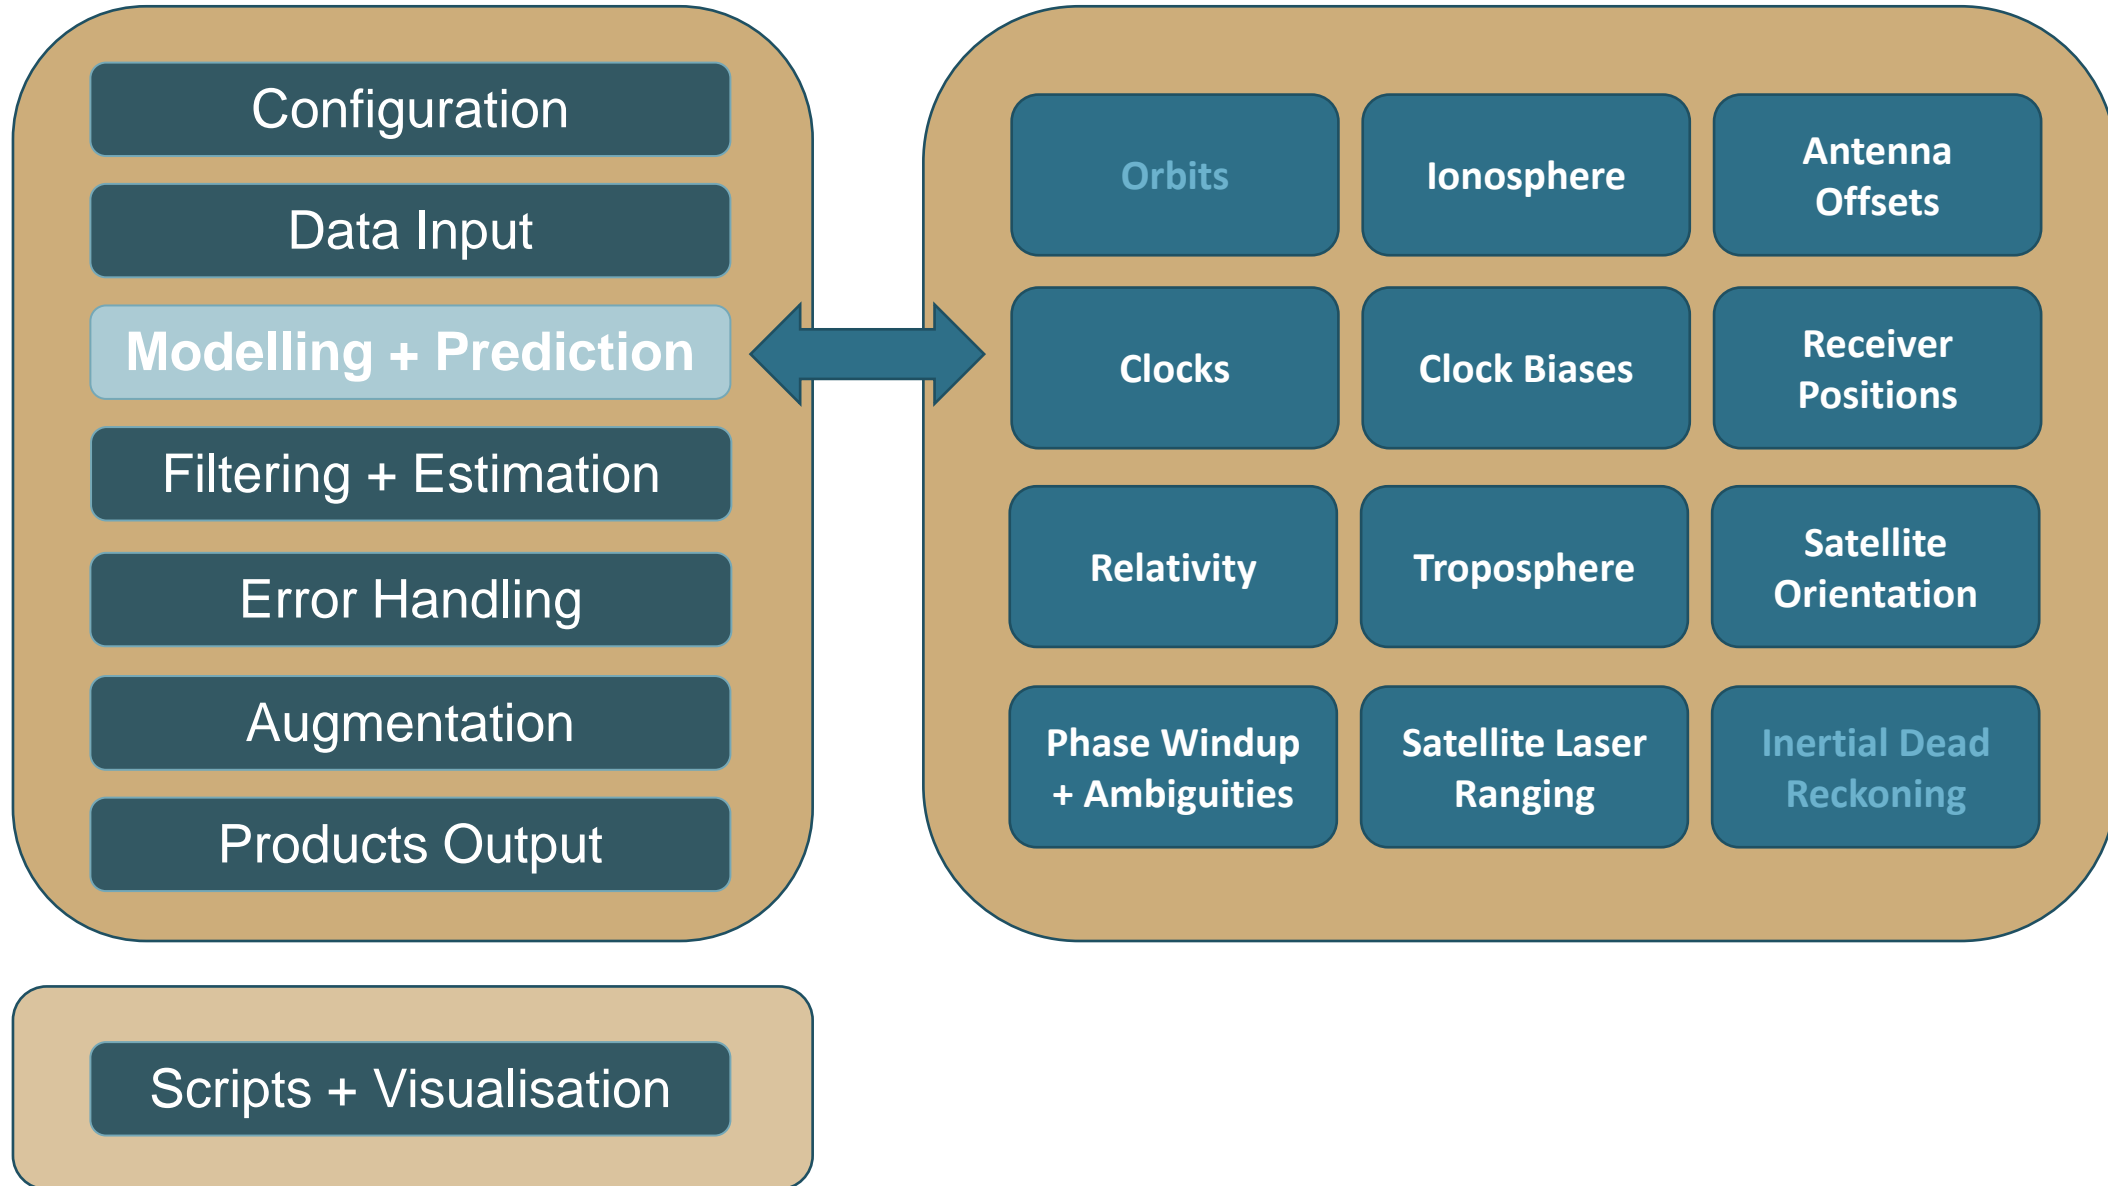 Configuration
Data Input
Modelling + Prediction
Filtering + Estimation
Error Handling
Augmentation
Products Output
Scripts + Visualisation
Orbits
Ionosphere
Antenna
Offsets
Clocks
Clock Biases
Receiver
Positions
Relativity
Troposphere
Satellite
Orientation
Phase Windup
+ Ambiguities
Satellite Laser
Ranging
Inertial Dead
Reckoning